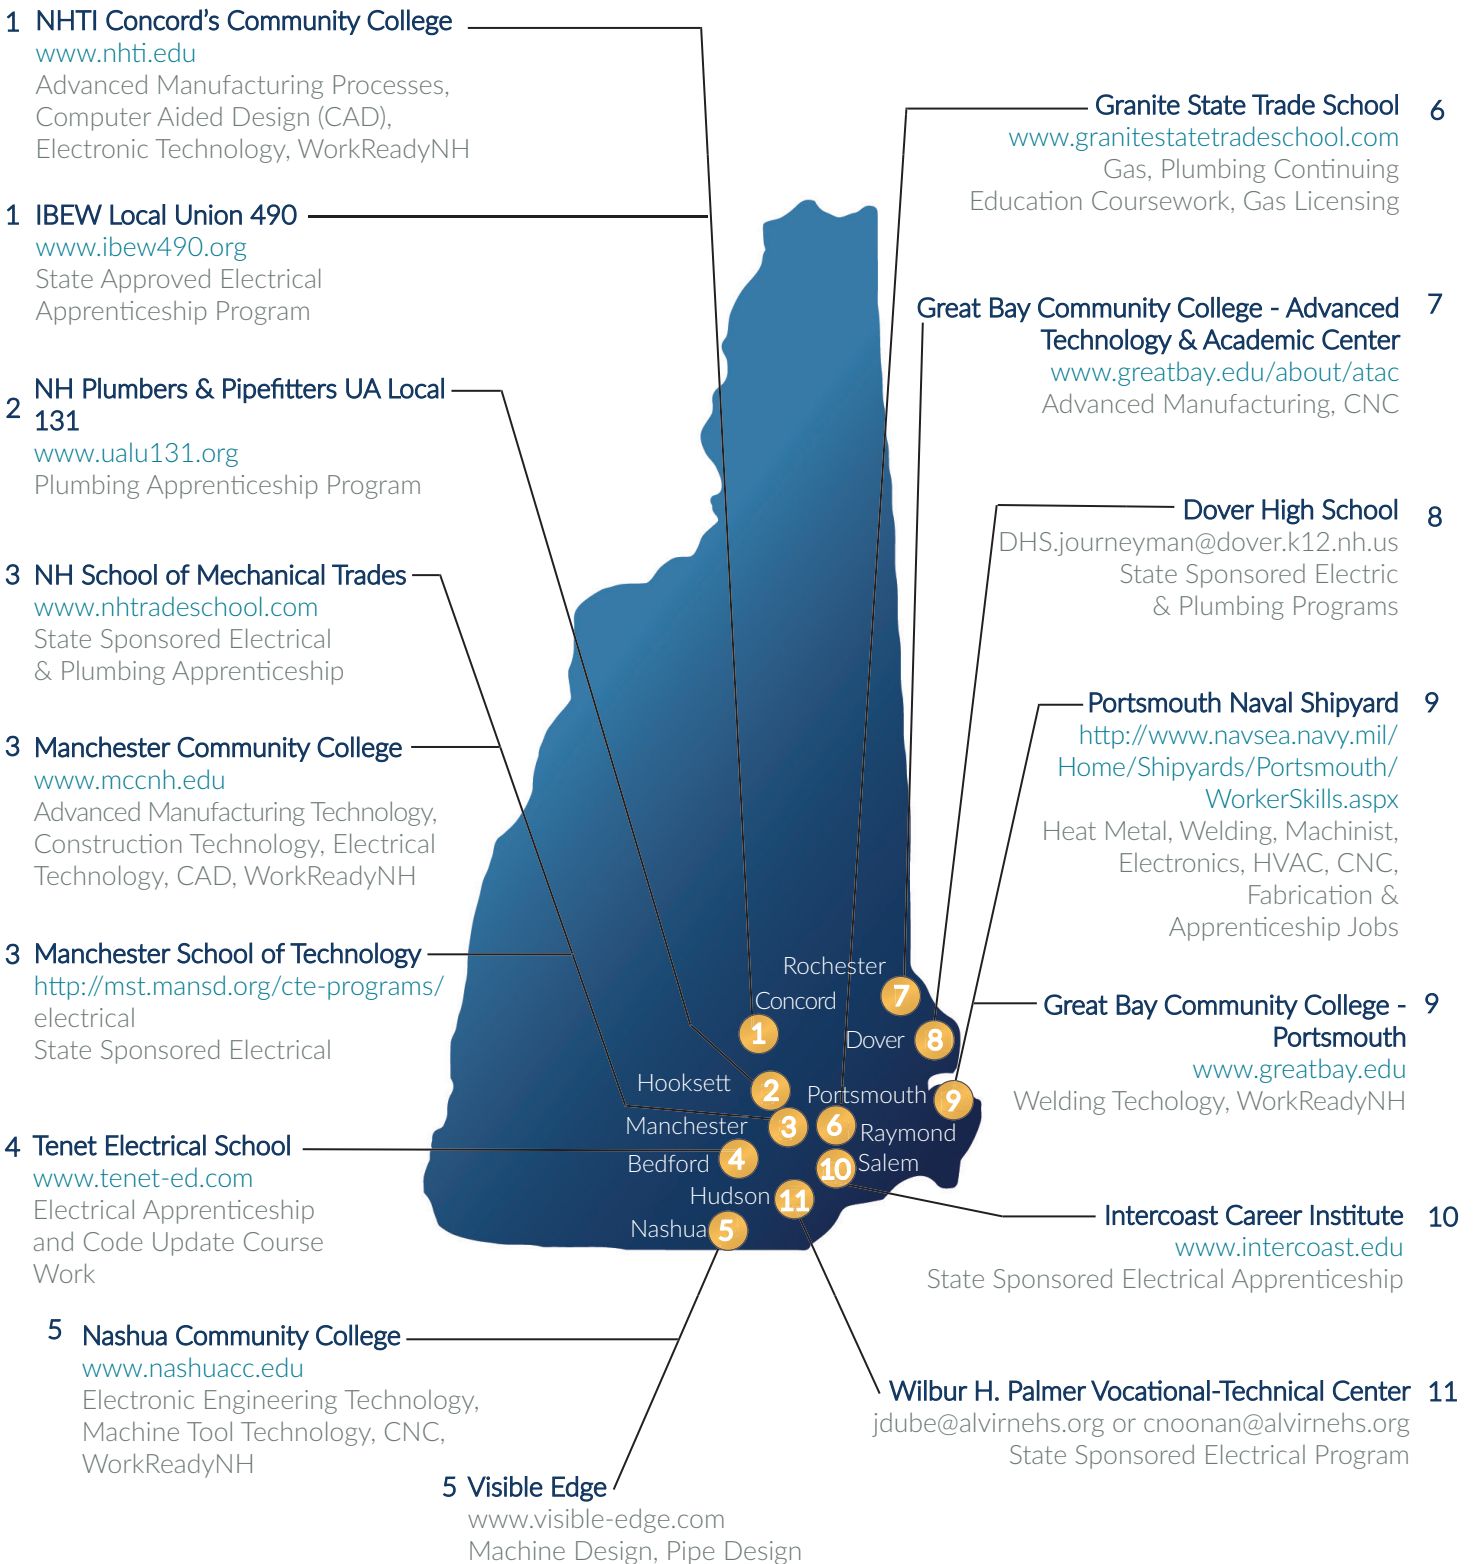 1 NHTI Concord’s Community College
www.nhti.edu
Advanced Manufacturing Processes,
Computer Aided Design (CAD),
Electronic Technology, WorkReadyNH
1 IBEW Local Union 490
www.ibew490.org
State Approved Electrical
Apprenticeship Program
2 NH Plumbers & Pipefitters UA Local
131
www.ualu131.org
Plumbing Apprenticeship Program
3 NH School of Mechanical Trades
www.nhtradeschool.com
State Sponsored Electrical
& Plumbing Apprenticeship
3 Manchester Community College
www.mccnh.edu
Advanced Manufacturing Technology,
Construction Technology, Electrical
Technology, CAD, WorkReadyNH
3 Manchester School of Technology
http://mst.mansd.org/cte-programs/
electrical
State Sponsored Electrical
4 Tenet Electrical School
www.tenet-ed.com
Electrical Apprenticeship
and Code Update Course
Work
5 Nashua Community College
www.nashuacc.edu
Electronic Engineering Technology,
Machine Tool Technology, CNC,
WorkReadyNH
5 Visible Edge
www.visible-edge.com
Machine Design, Pipe Design
Granite State Trade School 6
www.granitestatetradeschool.com
Gas, Plumbing Continuing
Education Coursework, Gas Licensing
Great Bay Community College - Advanced 7
Technology & Academic Center
www.greatbay.edu/about/atac
Advanced Manufacturing, CNC
Dover High School 8
DHS.journeyman@dover.k12.nh.us
State Sponsored Electric
& Plumbing Programs
Portsmouth Naval Shipyard 9
http://www.navsea.navy.mil/
Home/Shipyards/Portsmouth/
WorkerSkills.aspx
Heat Metal, Welding, Machinist,
Electronics, HVAC, CNC,
Fabrication &
Apprenticeship Jobs
Great Bay Community College - 9
Portsmouth
www.greatbay.edu
Welding Techology, WorkReadyNH
Intercoast Career Institute 10
www.intercoast.edu
State Sponsored Electrical Apprenticeship
Wilbur H. Palmer Vocational-Technical Center 11
jdube@alvirnehs.org or cnoonan@alvirnehs.org
State Sponsored Electrical Program
Rochester 7
Concord 1
Dover 8
Hooksett 2
Portsmouth 9
Manchester 3
6 Raymond
Bedford 4
10 Salem
Hudson 11
Nashua 5